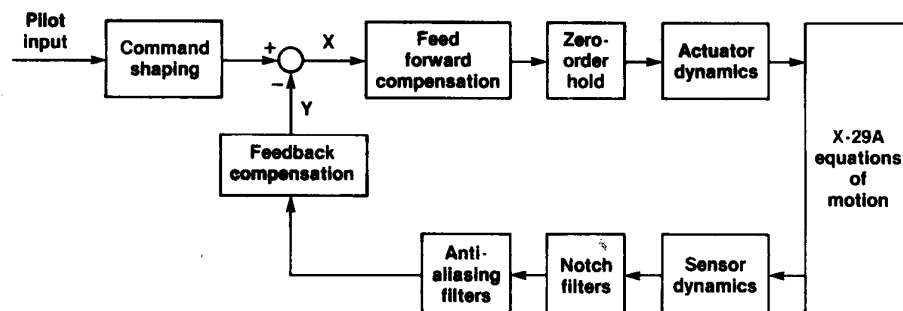 Pilot
input
Command
shaping
+
−
X
Y
Feed
forward
compensation
Zero-
order
hold
Actuator
dynamics
X-29A
equations
of
motion
Feedback
compensation
Anti-
aliasing
filters
Notch
filters
Sensor
dynamics